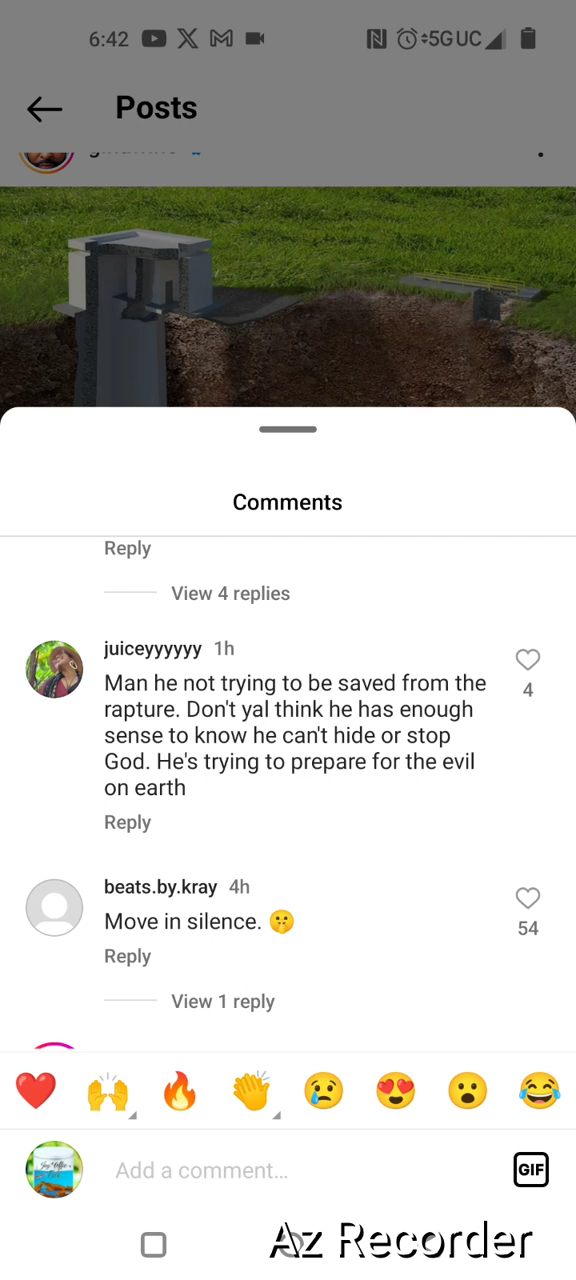 6:42
5G UC
Posts
Comments
Reply
View 4 replies
juiceyyyyyy 1h
Man he not trying to be saved from the
rapture. Don't yal think he has enough
sense to know he can't hide or stop
God. He's trying to prepare for the evil
on earth
4
Reply
beats.by.kray 4h
Move in silence. 🤫
54
Reply
View 1 reply
Add a comment...
GIF
Az Recorder